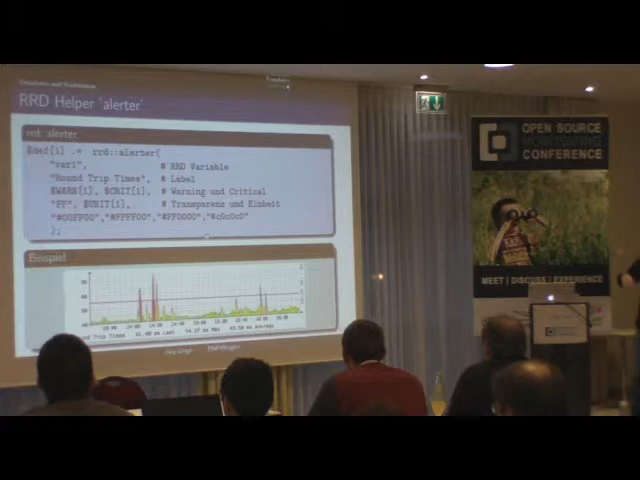 RRD Helper 'alerter'
rrd::alerter
$def[1] .= rrd::alerter(
"var1", # RRD Variable
"Round Trip Times", # Label
$WARN[1], $CRIT[1], # Warning und Critical
"FF", $UNIT[1], # Transparenz und Einheit
"#00FF00","#FFFF00","#FF0000","#c0c0c0"
);
Beispiel
OPEN SOURCE
MONITORING
CONFERENCE
MEET | DISCUSS | EXPERIENCE